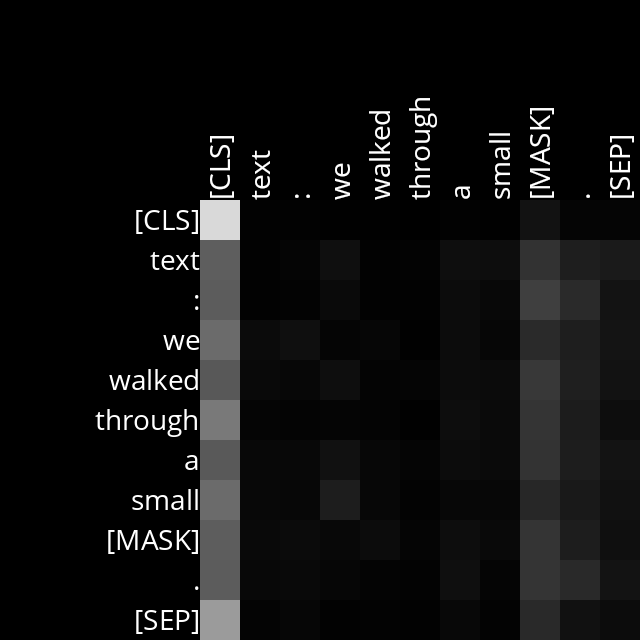 [CLS] text : we walked through a small [MASK] . [SEP]
[CLS]
text
:
we
walked
through
a
small
[MASK]
.
[SEP]